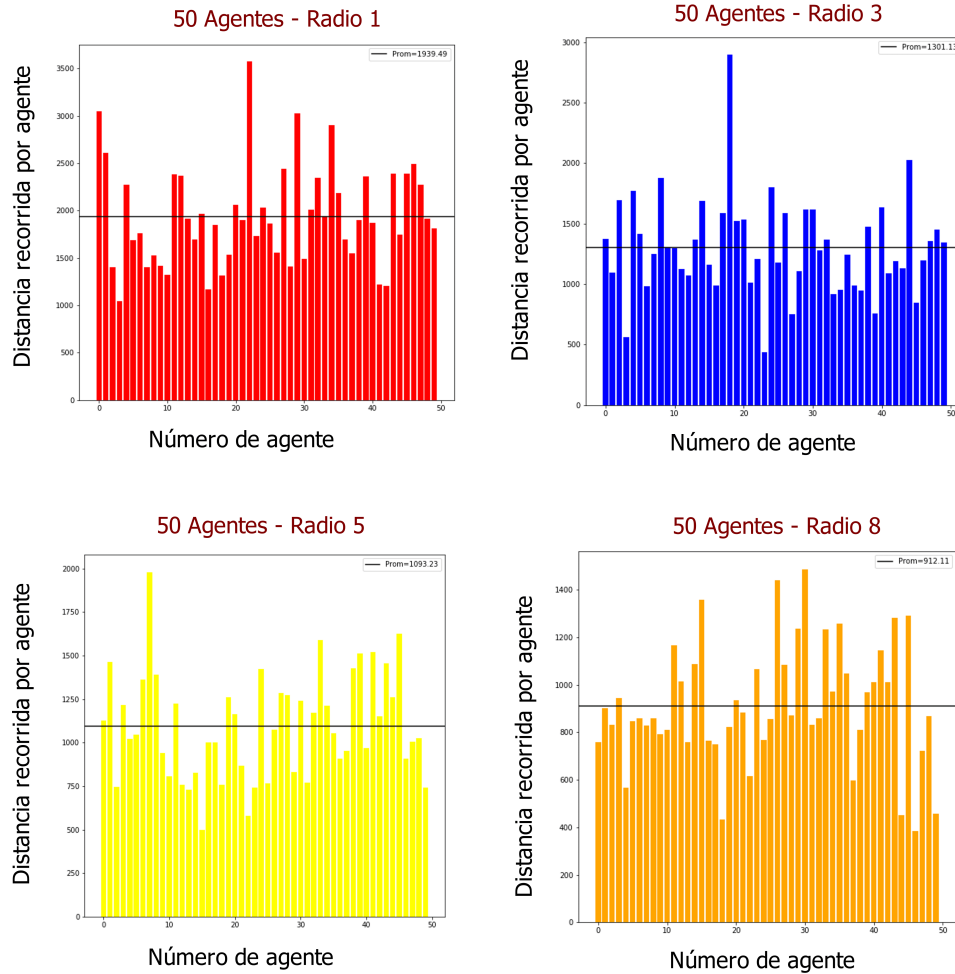 50 Agentes - Radio 1
Prom=1939.49
Distancia recorrida por agente
3500
3000
2500
2000
1500
1000
500
0
0 10 20 30 40 50
Número de agente
50 Agentes - Radio 3
Prom=1301.13
Distancia recorrida por agente
3000
2500
2000
1500
1000
500
0
0 10 20 30 40 50
Número de agente
50 Agentes - Radio 5
Prom=1093.23
Distancia recorrida por agente
2000
1750
1500
1250
1000
750
500
250
0
0 10 20 30 40 50
Número de agente
50 Agentes - Radio 8
Prom=912.11
Distancia recorrida por agente
1400
1200
1000
800
600
400
200
0
0 10 20 30 40 50
Número de agente